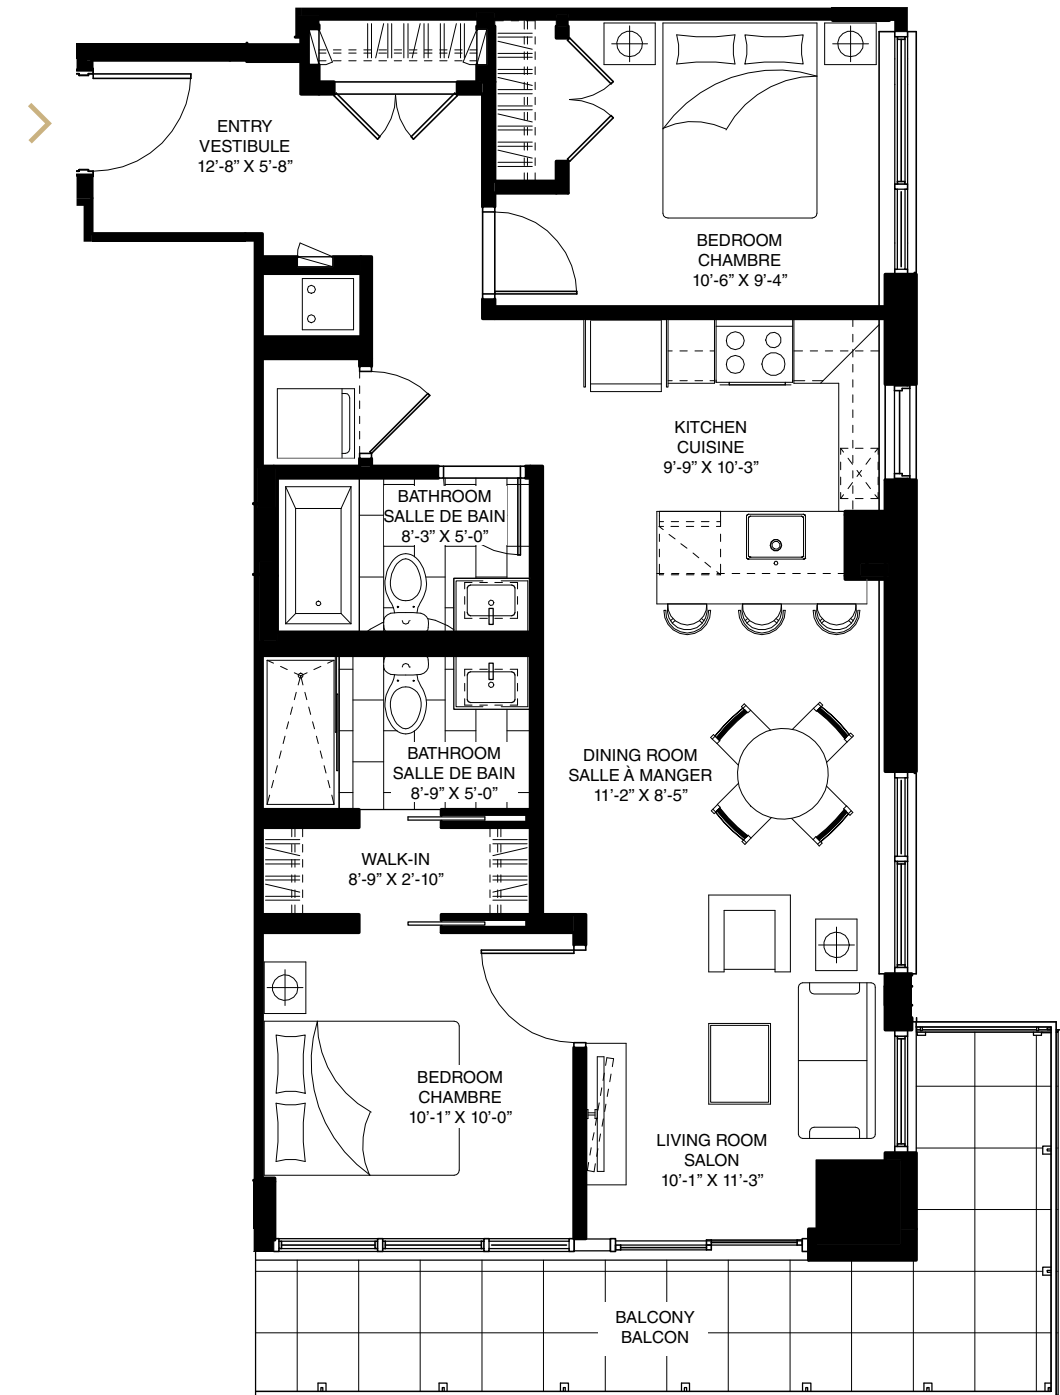 ENTRY
VESTIBULE
12’-8” X 5’-8”
BEDROOM
CHAMBRE
10’-6” X 9’-4”
KITCHEN
CUISINE
9’-9” X 10’-3”
BATHROOM
SALLE DE BAIN
8’-3” X 5’-0”
BATHROOM
SALLE DE BAIN
8’-9” X 5’-0”
DINING ROOM
SALLE À MANGER
11’-2” X 8’-5”
WALK-IN
8’-9” X 2’-10”
BEDROOM
CHAMBRE
10’-1” X 10’-0”
LIVING ROOM
SALON
10’-1” X 11’-3”
BALCONY
BALCON